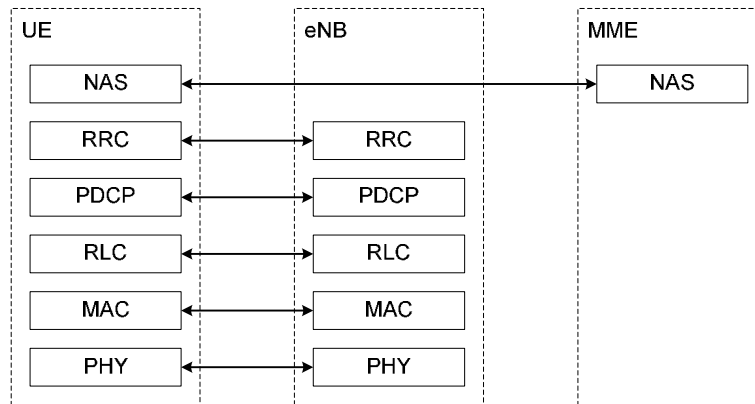 UE
eNB
MME
NAS
NAS
RRC
RRC
PDCP
PDCP
RLC
RLC
MAC
MAC
PHY
PHY